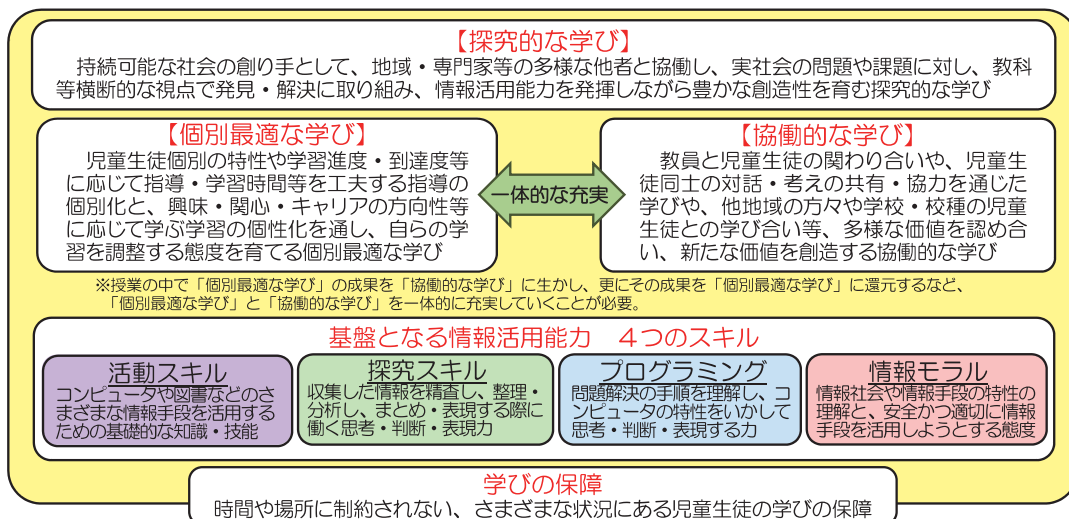 【探究的な学び】
持続可能な社会の創り手として、地域・専門家等の多様な他者と協働し、実社会の問題や課題に対し、教科
等横断的な視点で発見・解決に取り組み、情報活用能力を発揮しながら豊かな創造性を育む探究的な学び
【個別最適な学び】
児童生徒個別の特性や学習進度・到達度等
に応じて指導・学習時間等を工夫する指導の
個別化と、興味・関心・キャリアの方向性等
に応じて学ぶ学習の個性化を通し、自らの学
習を調整する態度を育てる個別最適な学び
一体的な充実
【協働的な学び】
教員と児童生徒の関わり合いや、児童生
徒同士の対話・考えの共有・協力を通じた
学びや、他地域の方々や学校・校種の児童
生徒との学び合い等、多様な価値を認め合
い、新たな価値を創造する協働的な学び
※授業の中で「個別最適な学び」の成果を「協働的な学び」に生かし、更にその成果を「個別最適な学び」に還元するなど、
「個別最適な学び」と「協働的な学び」を一体的に充実していくことが必要。
基盤となる情報活用能力 4つのスキル
活動スキル
コンピュータや図書などのさ
まざまな情報手段を活用する
ための基礎的な知識・技能
探究スキル
収集した情報を精査し、整理・
分析し、まとめ・表現する際に
働く思考・判断・表現力
プログラミング
問題解決の手順を理解し、コ
ンピュータの特性をいかして
思考・判断・表現する力
情報モラル
情報社会や情報手段の特性の
理解と、安全かつ適切に情報
手段を活用しようとする態度
学びの保障
時間や場所に制約されない、さまざまな状況にある児童生徒の学びの保障